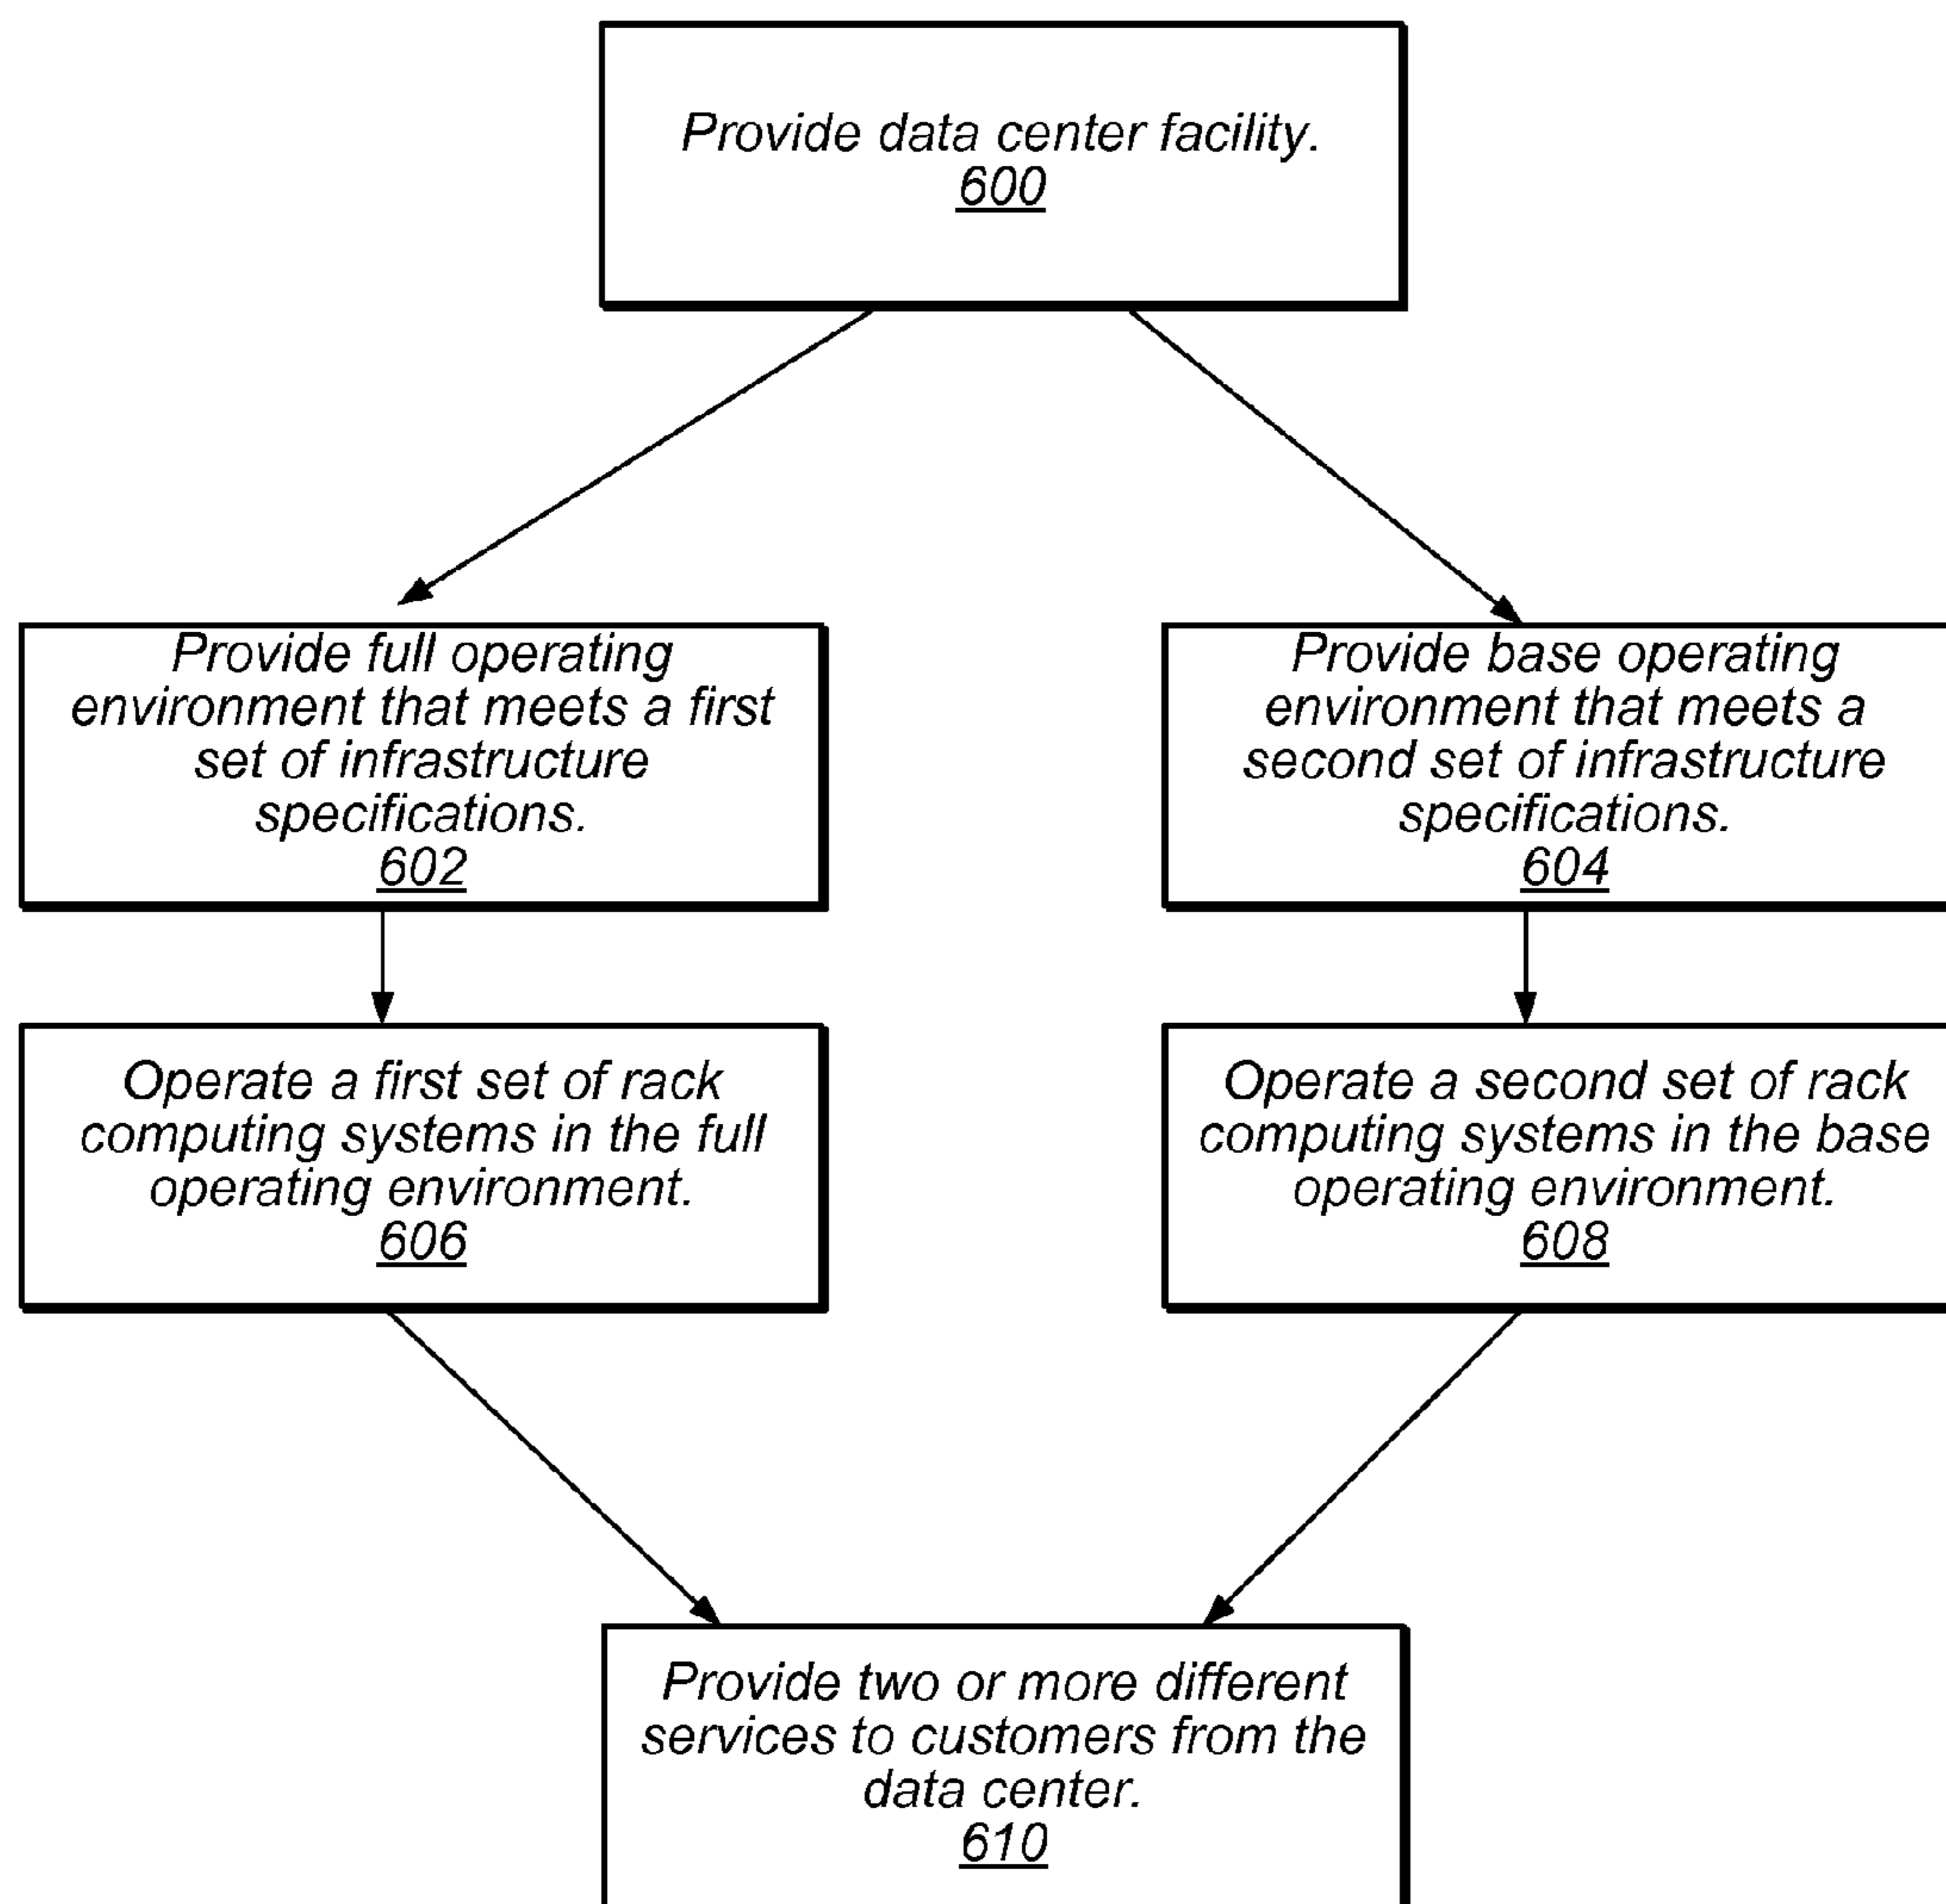 Provide data center facility.
600
Provide full operating
environment that meets a first
set of infrastructure
specifications.
602
Provide base operating
environment that meets a
second set of infrastructure
specifications.
604
Operate a first set of rack
computing systems in the full
operating environment.
606
Operate a second set of rack
computing systems in the base
operating environment.
608
Provide two or more different
services to customers from the
data center.
610